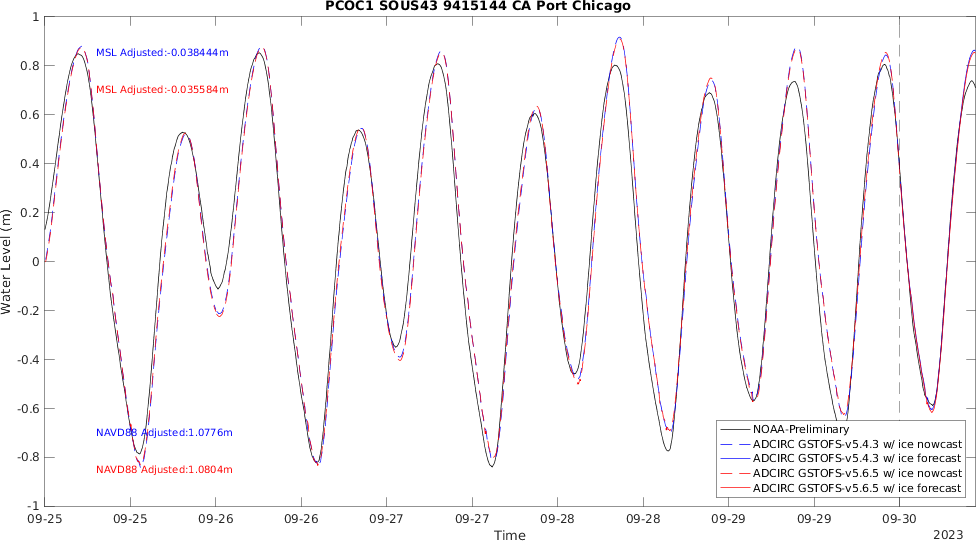 PCOC1 SOUS43 9415144 CA Port Chicago
1
0.8
0.6
0.4
0.2
0
-0.2
-0.4
-0.6
-0.8
-1
Water Level (m)
MSL Adjusted:-0.038444m
MSL Adjusted:-0.035584m
NAVD88 Adjusted:1.0776m
NAVD88 Adjusted:1.0804m
NOAA-Preliminary
ADCIRC GSTOFS-v5.4.3 w/ ice nowcast
ADCIRC GSTOFS-v5.4.3 w/ ice forecast
ADCIRC GSTOFS-v5.6.5 w/ ice nowcast
ADCIRC GSTOFS-v5.6.5 w/ ice forecast
09-25 09-25 09-26 09-26 09-27 09-27 09-28 09-28 09-29 09-29 09-30
Time
2023